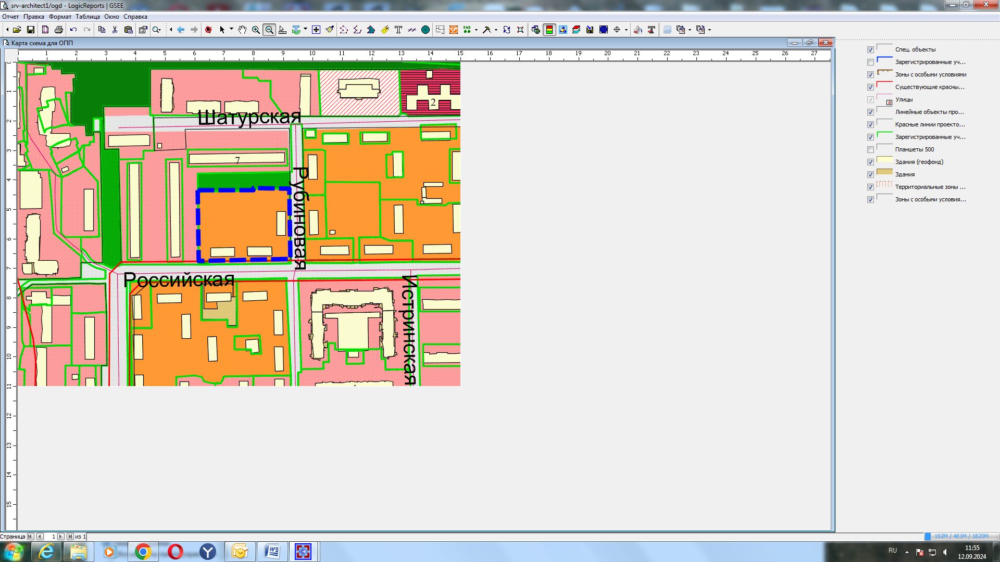 srv-architect1/ogd - LogicReports | GSEE
Отчет Правка Формат Таблица Окно Справка
Карта схема для ОПП
0 1 2 3 4 5 6 7 8 9 10 11 12 13 14 15 16 17 18 19 20 21 22 23 24 25 26 27
0
1
2
3
4
5
6
7
8
9
10
11
12
13
14
15
2
Шатурская
7
Рубиновая
Российская
Истринская
Спец. объекты
Зарегистрированные уч...
Зоны с особыми условиями
Существующие красны...
Улицы
a
Линейные объекты про...
Красные линии проекто...
Зарегистрированные уч...
Планшеты 500
Здания (геофонд)
Здания
Территориальные зоны ...
Зоны с особыми условия...
Страница 1 из 1
192M / 481M / 1820M
RU
11:55
12.09.2024